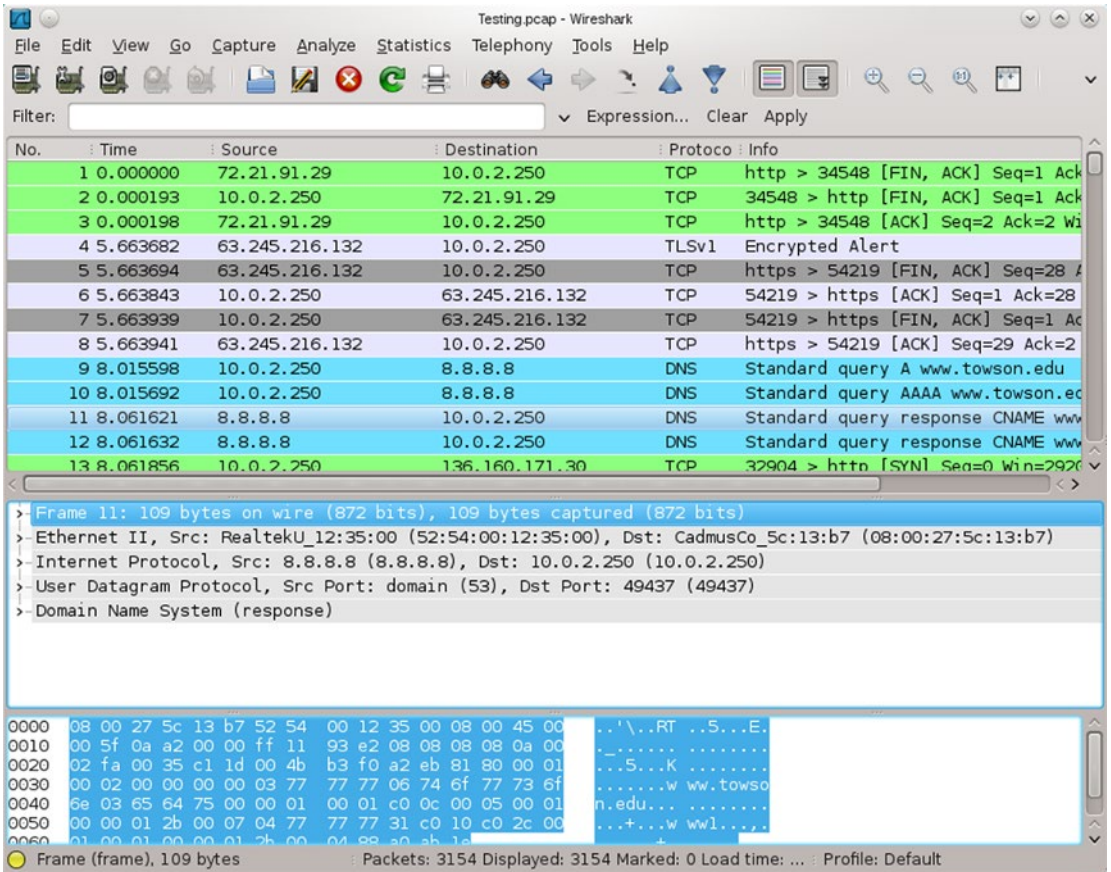 Testing.pcap - Wireshark
File Edit View Go Capture Analyze Statistics Telephony Tools Help
Filter: Expression... Clear Apply
No. Time Source Destination Protoco Info
1 0.000000 72.21.91.29 10.0.2.250 TCP http > 34548 [FIN, ACK] Seq=1 Ack
2 0.000193 10.0.2.250 72.21.91.29 TCP 34548 > http [FIN, ACK] Seq=1 Ack
3 0.000198 72.21.91.29 10.0.2.250 TCP http > 34548 [ACK] Seq=2 Ack=2 Wi
4 5.663682 63.245.216.132 10.0.2.250 TLSv1 Encrypted Alert
5 5.663694 63.245.216.132 10.0.2.250 TCP https > 54219 [FIN, ACK] Seq=28 A
6 5.663843 10.0.2.250 63.245.216.132 TCP 54219 > https [ACK] Seq=1 Ack=28
7 5.663939 10.0.2.250 63.245.216.132 TCP 54219 > https [FIN, ACK] Seq=1 Ac
8 5.663941 63.245.216.132 10.0.2.250 TCP https > 54219 [ACK] Seq=29 Ack=2
9 8.015598 10.0.2.250 8.8.8.8 DNS Standard query A www.towson.edu
10 8.015692 10.0.2.250 8.8.8.8 DNS Standard query AAAA www.towson.ed
11 8.061621 8.8.8.8 10.0.2.250 DNS Standard query response CNAME www
12 8.061632 8.8.8.8 10.0.2.250 DNS Standard query response CNAME www
13 8.061856 10.0.2.250 136.160.171.30 TCP 32904 > http [SYN] Seq=0 Win=2920
Frame 11: 109 bytes on wire (872 bits), 109 bytes captured (872 bits)
Ethernet II, Src: RealtekU_12:35:00 (52:54:00:12:35:00), Dst: CadmusCo_5c:13:b7 (08:00:27:5c:13:b7)
Internet Protocol, Src: 8.8.8.8 (8.8.8.8), Dst: 10.0.2.250 (10.0.2.250)
User Datagram Protocol, Src Port: domain (53), Dst Port: 49437 (49437)
Domain Name System (response)
0000 08 00 27 5c 13 b7 52 54 00 12 35 00 08 00 45 00 ..'\..RT ..5...E.
0010 00 5f 0a a2 00 00 ff 11 93 e2 08 08 08 08 0a 00 ._...... ........
0020 02 fa 00 35 c1 1d 00 4b b3 f0 a2 eb 81 80 00 01 ...5...K ........
0030 00 02 00 00 00 00 03 77 77 77 06 74 6f 77 73 6f .......w ww.towso
0040 6e 03 65 64 75 00 00 01 00 01 c0 0c 00 05 00 01 n.edu... ........
0050 00 00 01 2b 00 07 04 77 77 77 31 c0 10 c0 2c 00 ...+...w ww1...,.
0060 01 00 01 00 00 01 2b 00 04 88 a0 ab 1e ......+. .....
Frame (frame), 109 bytes Packets: 3154 Displayed: 3154 Marked: 0 Load time: ... Profile: Default